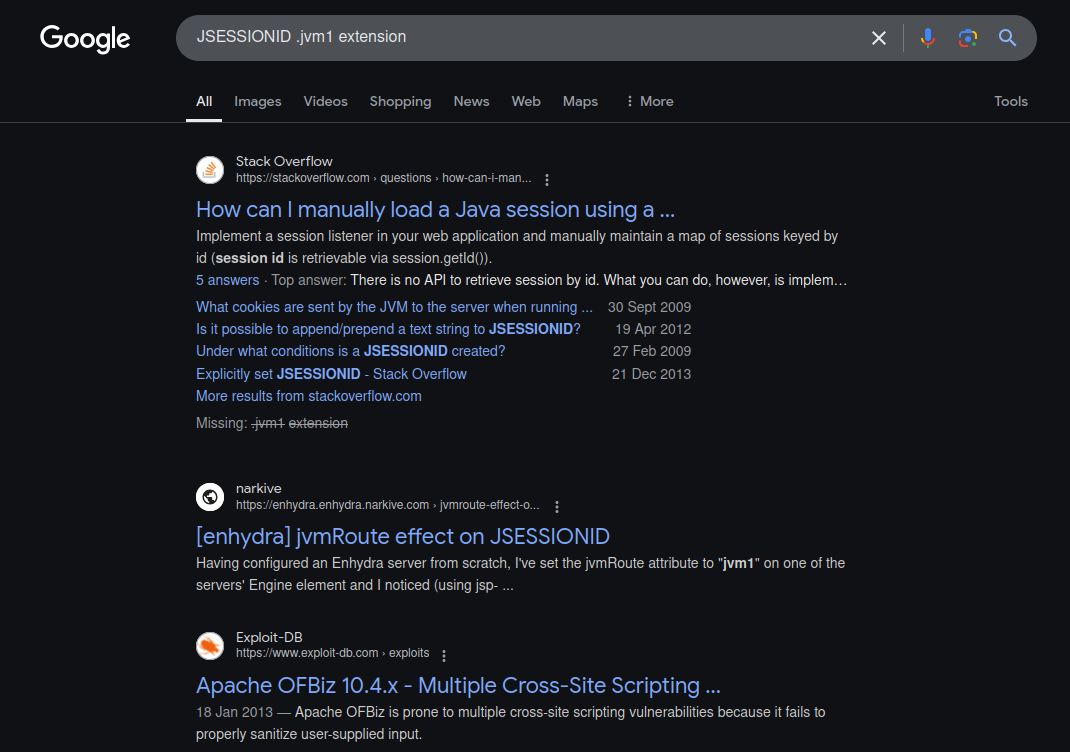 Google
JSESSIONID .jvm1 extension
All Images Videos Shopping News Web Maps More Tools
Stack Overflow
https://stackoverflow.com › questions › how-can-i-man...
How can I manually load a Java session using a ...
Implement a session listener in your web application and manually maintain a map of sessions keyed by
id (session id is retrievable via session.getId()).
5 answers · Top answer: There is no API to retrieve session by id. What you can do, however, is implem…
What cookies are sent by the JVM to the server when running ... 30 Sept 2009
Is it possible to append/prepend a text string to JSESSIONID? 19 Apr 2012
Under what conditions is a JSESSIONID created? 27 Feb 2009
Explicitly set JSESSIONID - Stack Overflow 21 Dec 2013
More results from stackoverflow.com
Missing: .jvm1 extension
narkive
https://enhydra.enhydra.narkive.com › jvmroute-effect-o...
[enhydra] jvmRoute effect on JSESSIONID
Having configured an Enhydra server from scratch, I've set the jvmRoute attribute to "jvm1" on one of the
servers' Engine element and I noticed (using jsp- ...
Exploit-DB
https://www.exploit-db.com › exploits
Apache OFBiz 10.4.x - Multiple Cross-Site Scripting ...
18 Jan 2013 — Apache OFBiz is prone to multiple cross-site scripting vulnerabilities because it fails to
properly sanitize user-supplied input.